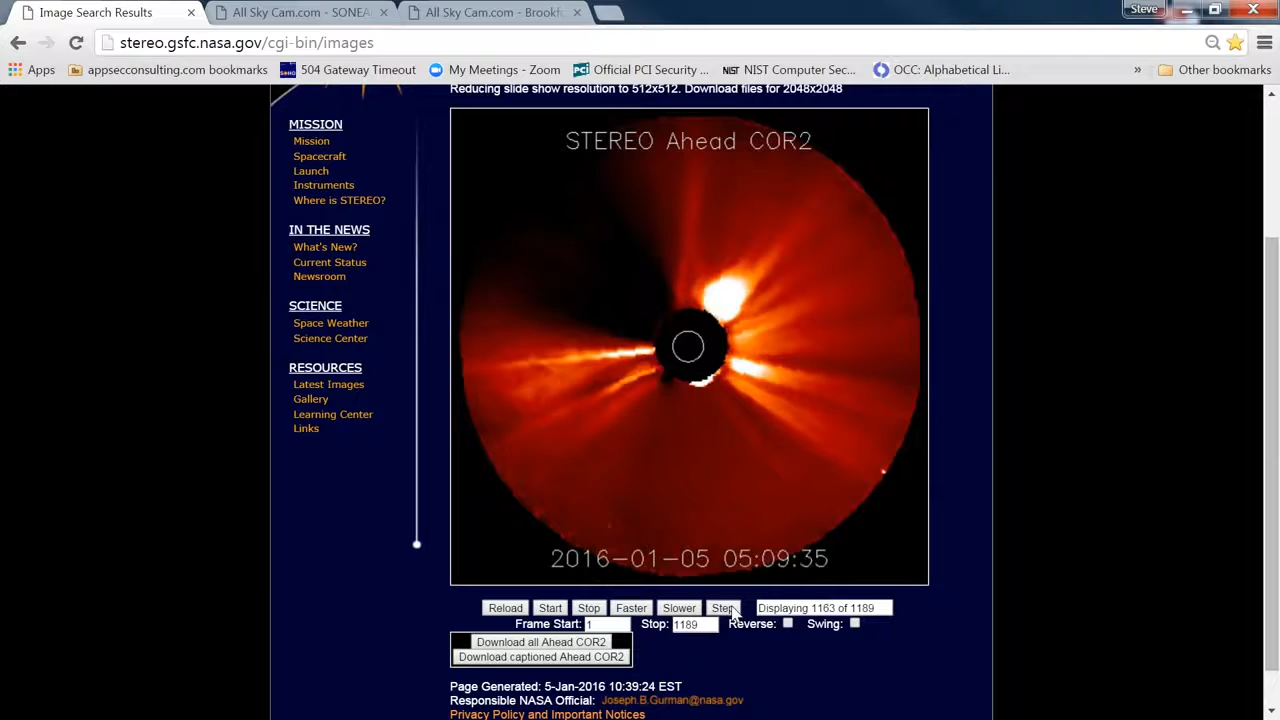 Steve
Image Search Results
All Sky Cam.com - SONEA
All Sky Cam.com - Brookf
stereo.gsfc.nasa.gov/cgi-bin/images
Apps
appsecconsulting.com bookmarks
504 Gateway Timeout
My Meetings - Zoom
PCI
Official PCI Security ...
NIST
NIST Computer Sec...
OCC: Alphabetical Li...
»
Other bookmarks
Reducing slide show resolution to 512x512. Download files for 2048x2048
MISSION
Mission
Spacecraft
Launch
Instruments
Where is STEREO?
IN THE NEWS
What's New?
Current Status
Newsroom
SCIENCE
Space Weather
Science Center
RESOURCES
Latest Images
Gallery
Learning Center
Links
STEREO Ahead COR2
2016-01-05 05:09:35
Reload Start Stop Faster Slower Step Displaying 1163 of 1189
Frame Start: 1 Stop: 1189 Reverse: Swing:
Download all Ahead COR2
Download captioned Ahead COR2
Page Generated: 5-Jan-2016 10:39:24 EST
Responsible NASA Official: Joseph.B.Gurman@nasa.gov
Privacy Policy and Important Notices